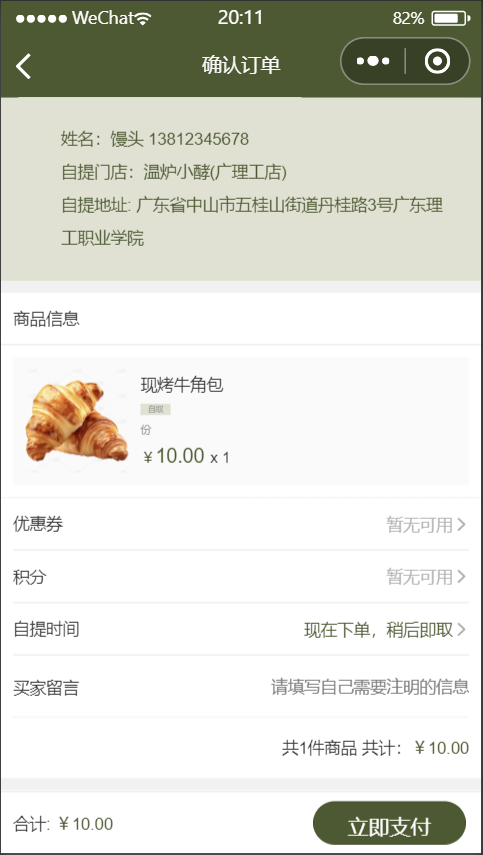 WeChat 20:11 82%
确认订单
姓名：馒头 13812345678
自提门店：温炉小酵(广理工店)
自提地址: 广东省中山市五桂山街道丹桂路3号广东理
工职业学院
商品信息
现烤牛角包
自取
份
￥10.00 x 1
优惠券 暂无可用
积分 暂无可用
自提时间 现在下单，稍后即取
买家留言 请填写自己需要注明的信息
共1件商品 共计：￥10.00
合计: ￥10.00 立即支付